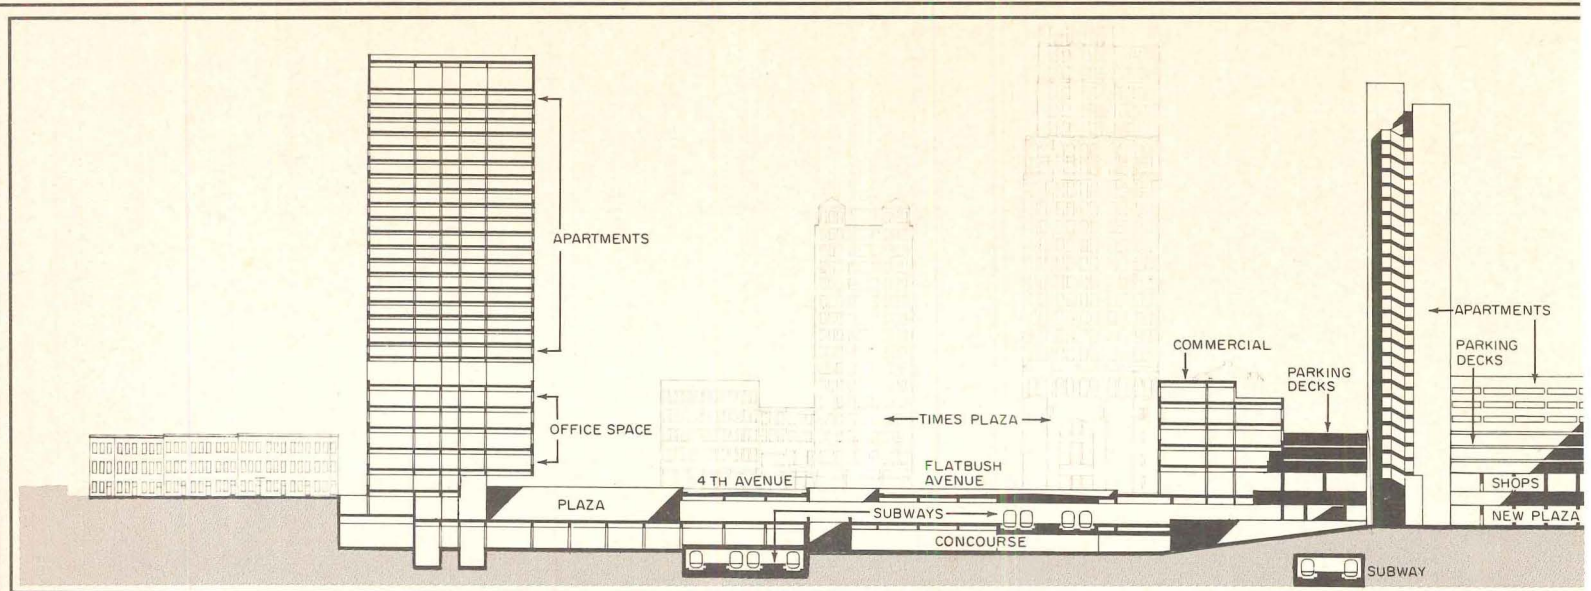 APARTMENTS
OFFICE SPACE
PLAZA
4 TH AVENUE
SUBWAYS
TIMES PLAZA
FLATBUSH
AVENUE
CONCOURSE
COMMERCIAL
PARKING
DECKS
APARTMENTS
PARKING
DECKS
SHOPS
NEW PLAZA
SUBWAY